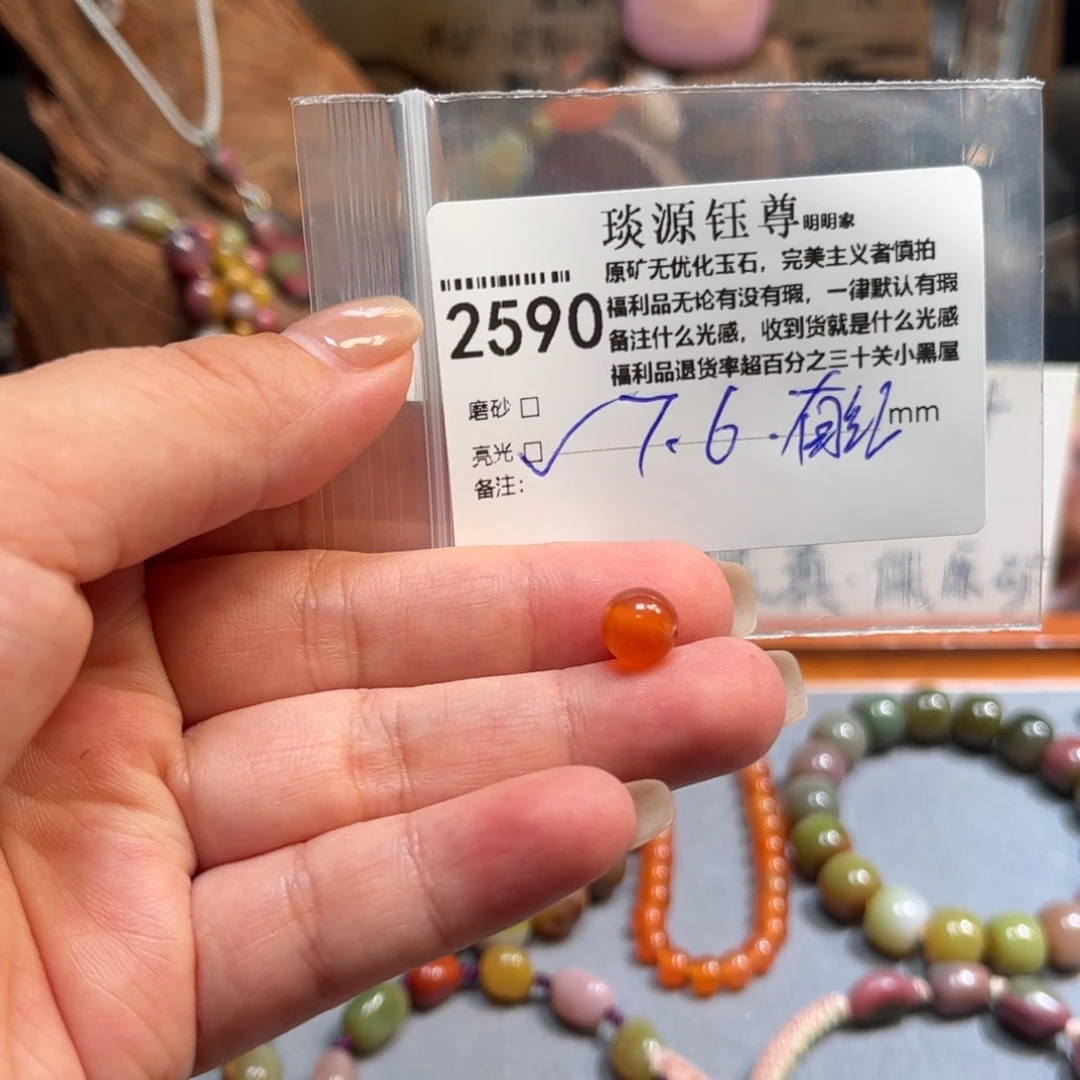 琰源钰尊明明家
原矿无优化玉石，完美主义者慎拍
2590
福利品无论有没有瑕，一律默认有瑕
备注什么光感，收到货就是什么光感
福利品退货率超百分之三十关小黑屋
磨砂 □
亮光 □ ✓ 7.6.有纹mm
备注：